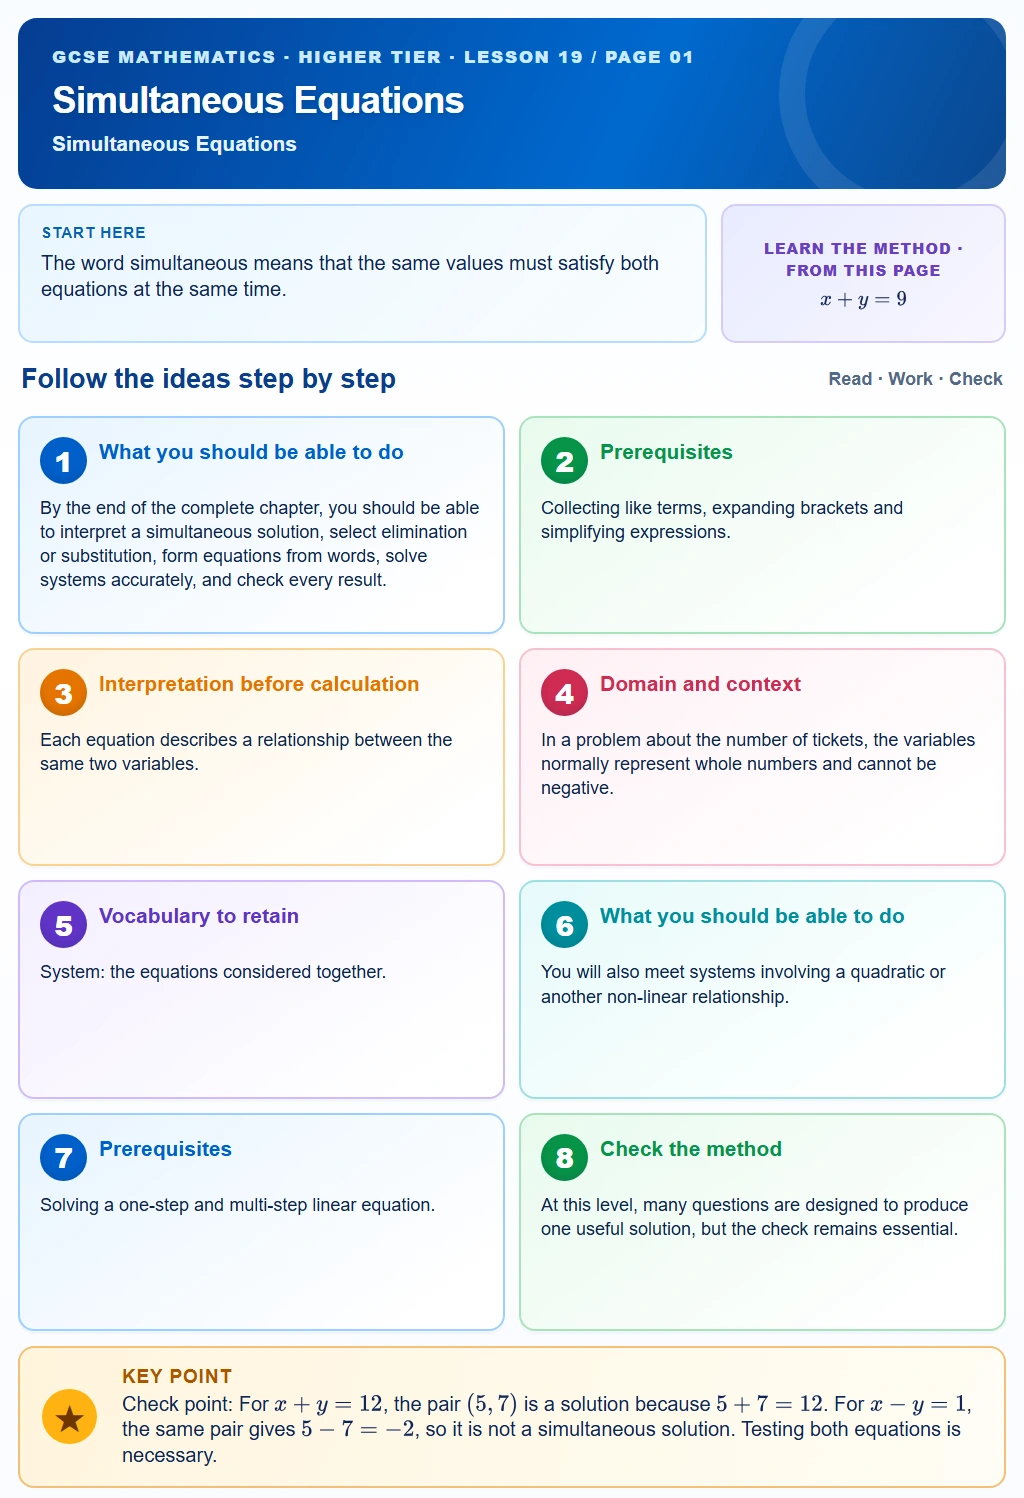 GCSE MATHEMATICS · HIGHER TIER · LESSON 19 / PAGE 01
Simultaneous Equations
Simultaneous Equations
START HERE
The word simultaneous means that the same values must satisfy both
equations at the same time.
LEARN THE METHOD ·
FROM THIS PAGE
x + y = 9
Follow the ideas step by step
Read · Work · Check
1 What you should be able to do
By the end of the complete chapter, you should be able
to interpret a simultaneous solution, select elimination
or substitution, form equations from words, solve
systems accurately, and check every result.
2 Prerequisites
Collecting like terms, expanding brackets and
simplifying expressions.
3 Interpretation before calculation
Each equation describes a relationship between the
same two variables.
4 Domain and context
In a problem about the number of tickets, the variables
normally represent whole numbers and cannot be
negative.
5 Vocabulary to retain
System: the equations considered together.
6 What you should be able to do
You will also meet systems involving a quadratic or
another non-linear relationship.
7 Prerequisites
Solving a one-step and multi-step linear equation.
8 Check the method
At this level, many questions are designed to produce
one useful solution, but the check remains essential.
KEY POINT
Check point: For x + y = 12, the pair (5, 7) is a solution because 5 + 7 = 12. For x − y = 1,
the same pair gives 5 − 7 = −2, so it is not a simultaneous solution. Testing both equations is
necessary.